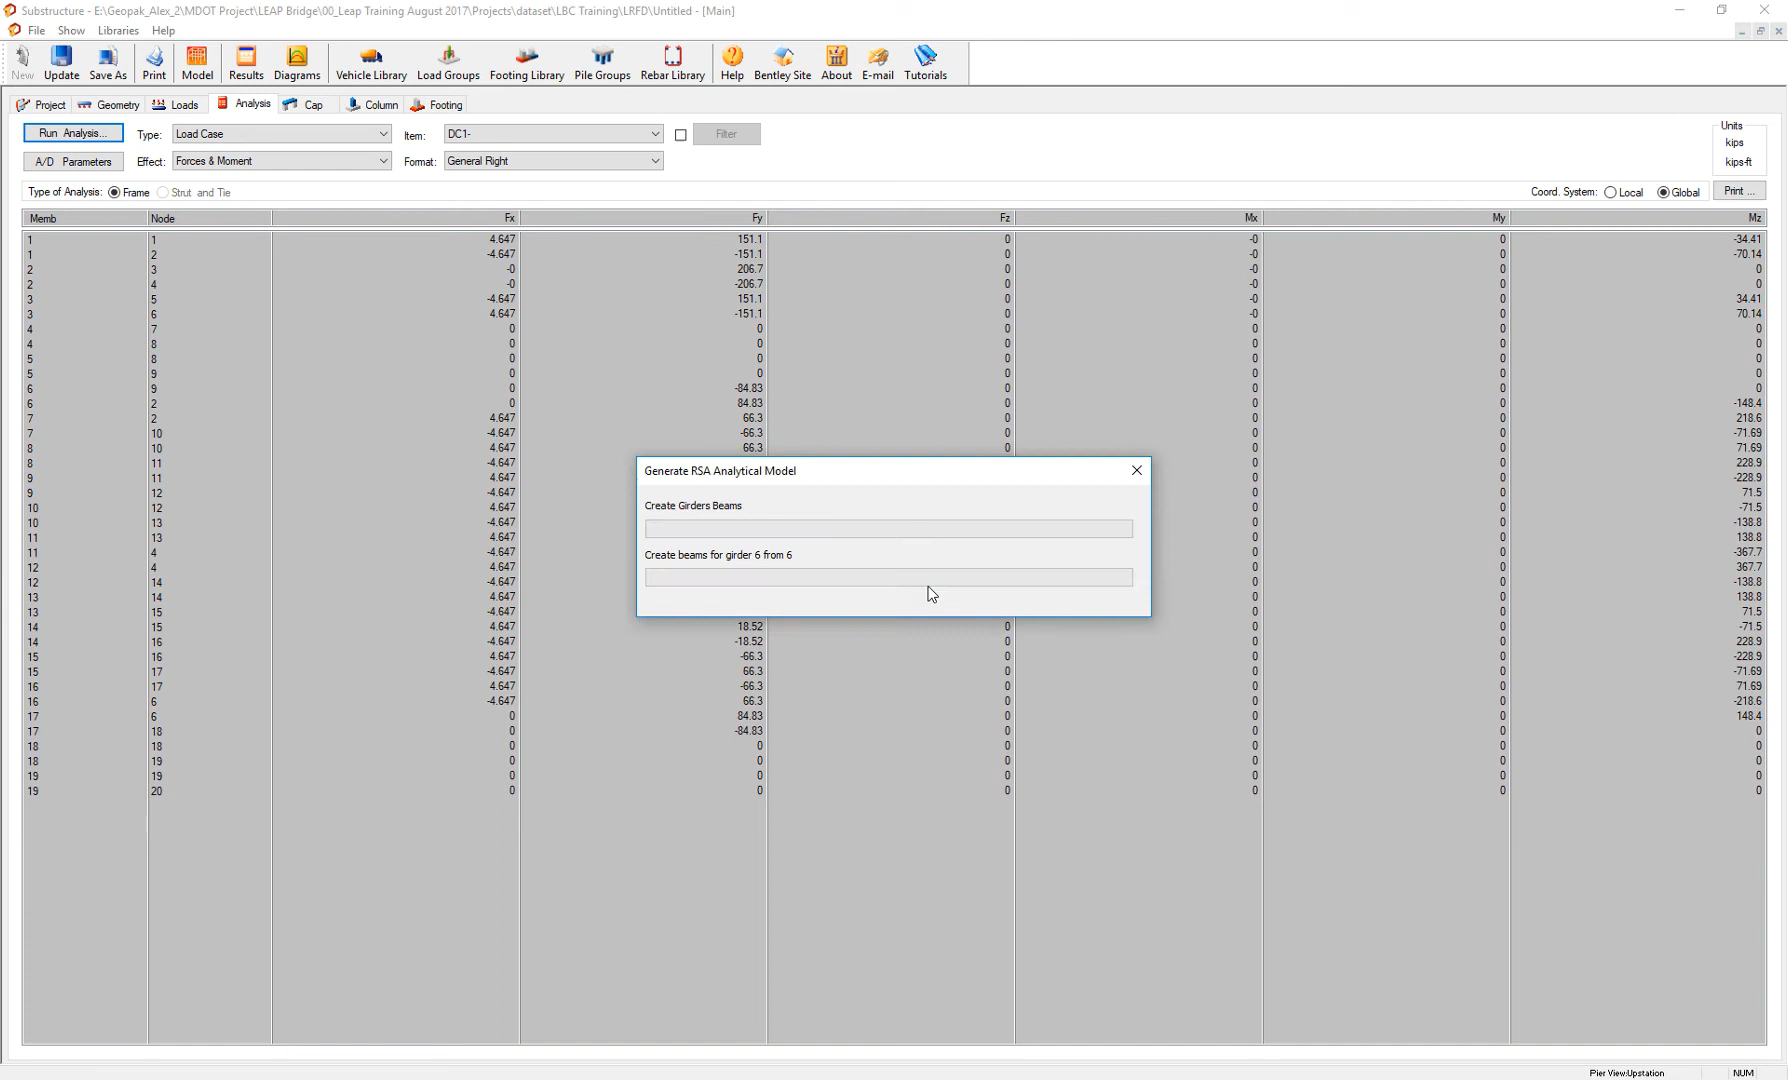 Substructure - E:\Geopak_Alex_2\MDOT Project\LEAP Bridge\00_Leap Training August 2017\Projects\dataset\LBC Training\LRFD\Untitled - [Main]
File Show Libraries Help
New Update Save As Print Model Results Diagrams Vehicle Library Load Groups Footing Library Pile Groups Rebar Library Help Bentley Site About E-mail Tutorials
Project Geometry Loads Analysis Cap Column Footing
Run Analysis... Type: Load Case Item: DC1- Filter
A/D Parameters Effect: Forces & Moment Format: General Right
Units
kips
kips-ft
Type of Analysis: Frame Strut and Tie Coord. System: Local Global Print ...
Memb Node Fx Fy Fz Mx My Mz
1 1 4.647 151.1 0 -0 0 -34.41
1 2 -4.647 -151.1 0 -0 0 -70.14
2 3 -0 206.7 0 -0 0 0
2 4 -0 -206.7 0 -0 0 0
3 5 -4.647 151.1 0 -0 0 34.41
3 6 4.647 -151.1 0 -0 0 70.14
4 7 0 0 0 0 0 0
4 8 0 0 0 0 0 0
5 8 0 0 0 0 0 0
5 9 0 0 0 0 0 0
6 9 0 -84.83 0 0 0 0
6 2 0 84.83 0 0 0 -148.4
7 2 4.647 66.3 0 0 0 218.6
7 10 -4.647 -66.3 0 0 0 -71.69
8 10 4.647 66.3 0 0 0 71.69
8 11 -4.647 0 0 228.9
9 11 4.647 0 0 -228.9
9 12 -4.647 0 0 71.5
10 12 4.647 0 0 -71.5
10 13 -4.647 0 0 -138.8
11 13 4.647 0 0 138.8
11 4 -4.647 0 0 -367.7
12 4 4.647 0 0 367.7
12 14 -4.647 0 0 -138.8
13 14 4.647 0 0 138.8
13 15 -4.647 0 0 71.5
14 15 4.647 18.52 0 0 0 -71.5
14 16 -4.647 -18.52 0 0 0 228.9
15 16 4.647 -66.3 0 0 0 -228.9
15 17 -4.647 66.3 0 0 0 -71.69
16 17 4.647 -66.3 0 0 0 71.69
16 6 -4.647 66.3 0 0 0 -218.6
17 6 0 84.83 0 0 0 148.4
17 18 0 -84.83 0 0 0 0
18 18 0 0 0 0 0 0
18 19 0 0 0 0 0 0
19 19 0 0 0 0 0 0
19 20 0 0 0 0 0 0
Generate RSA Analytical Model
Create Girders Beams
Create beams for girder 6 from 6
Pier View:Upstation NUM